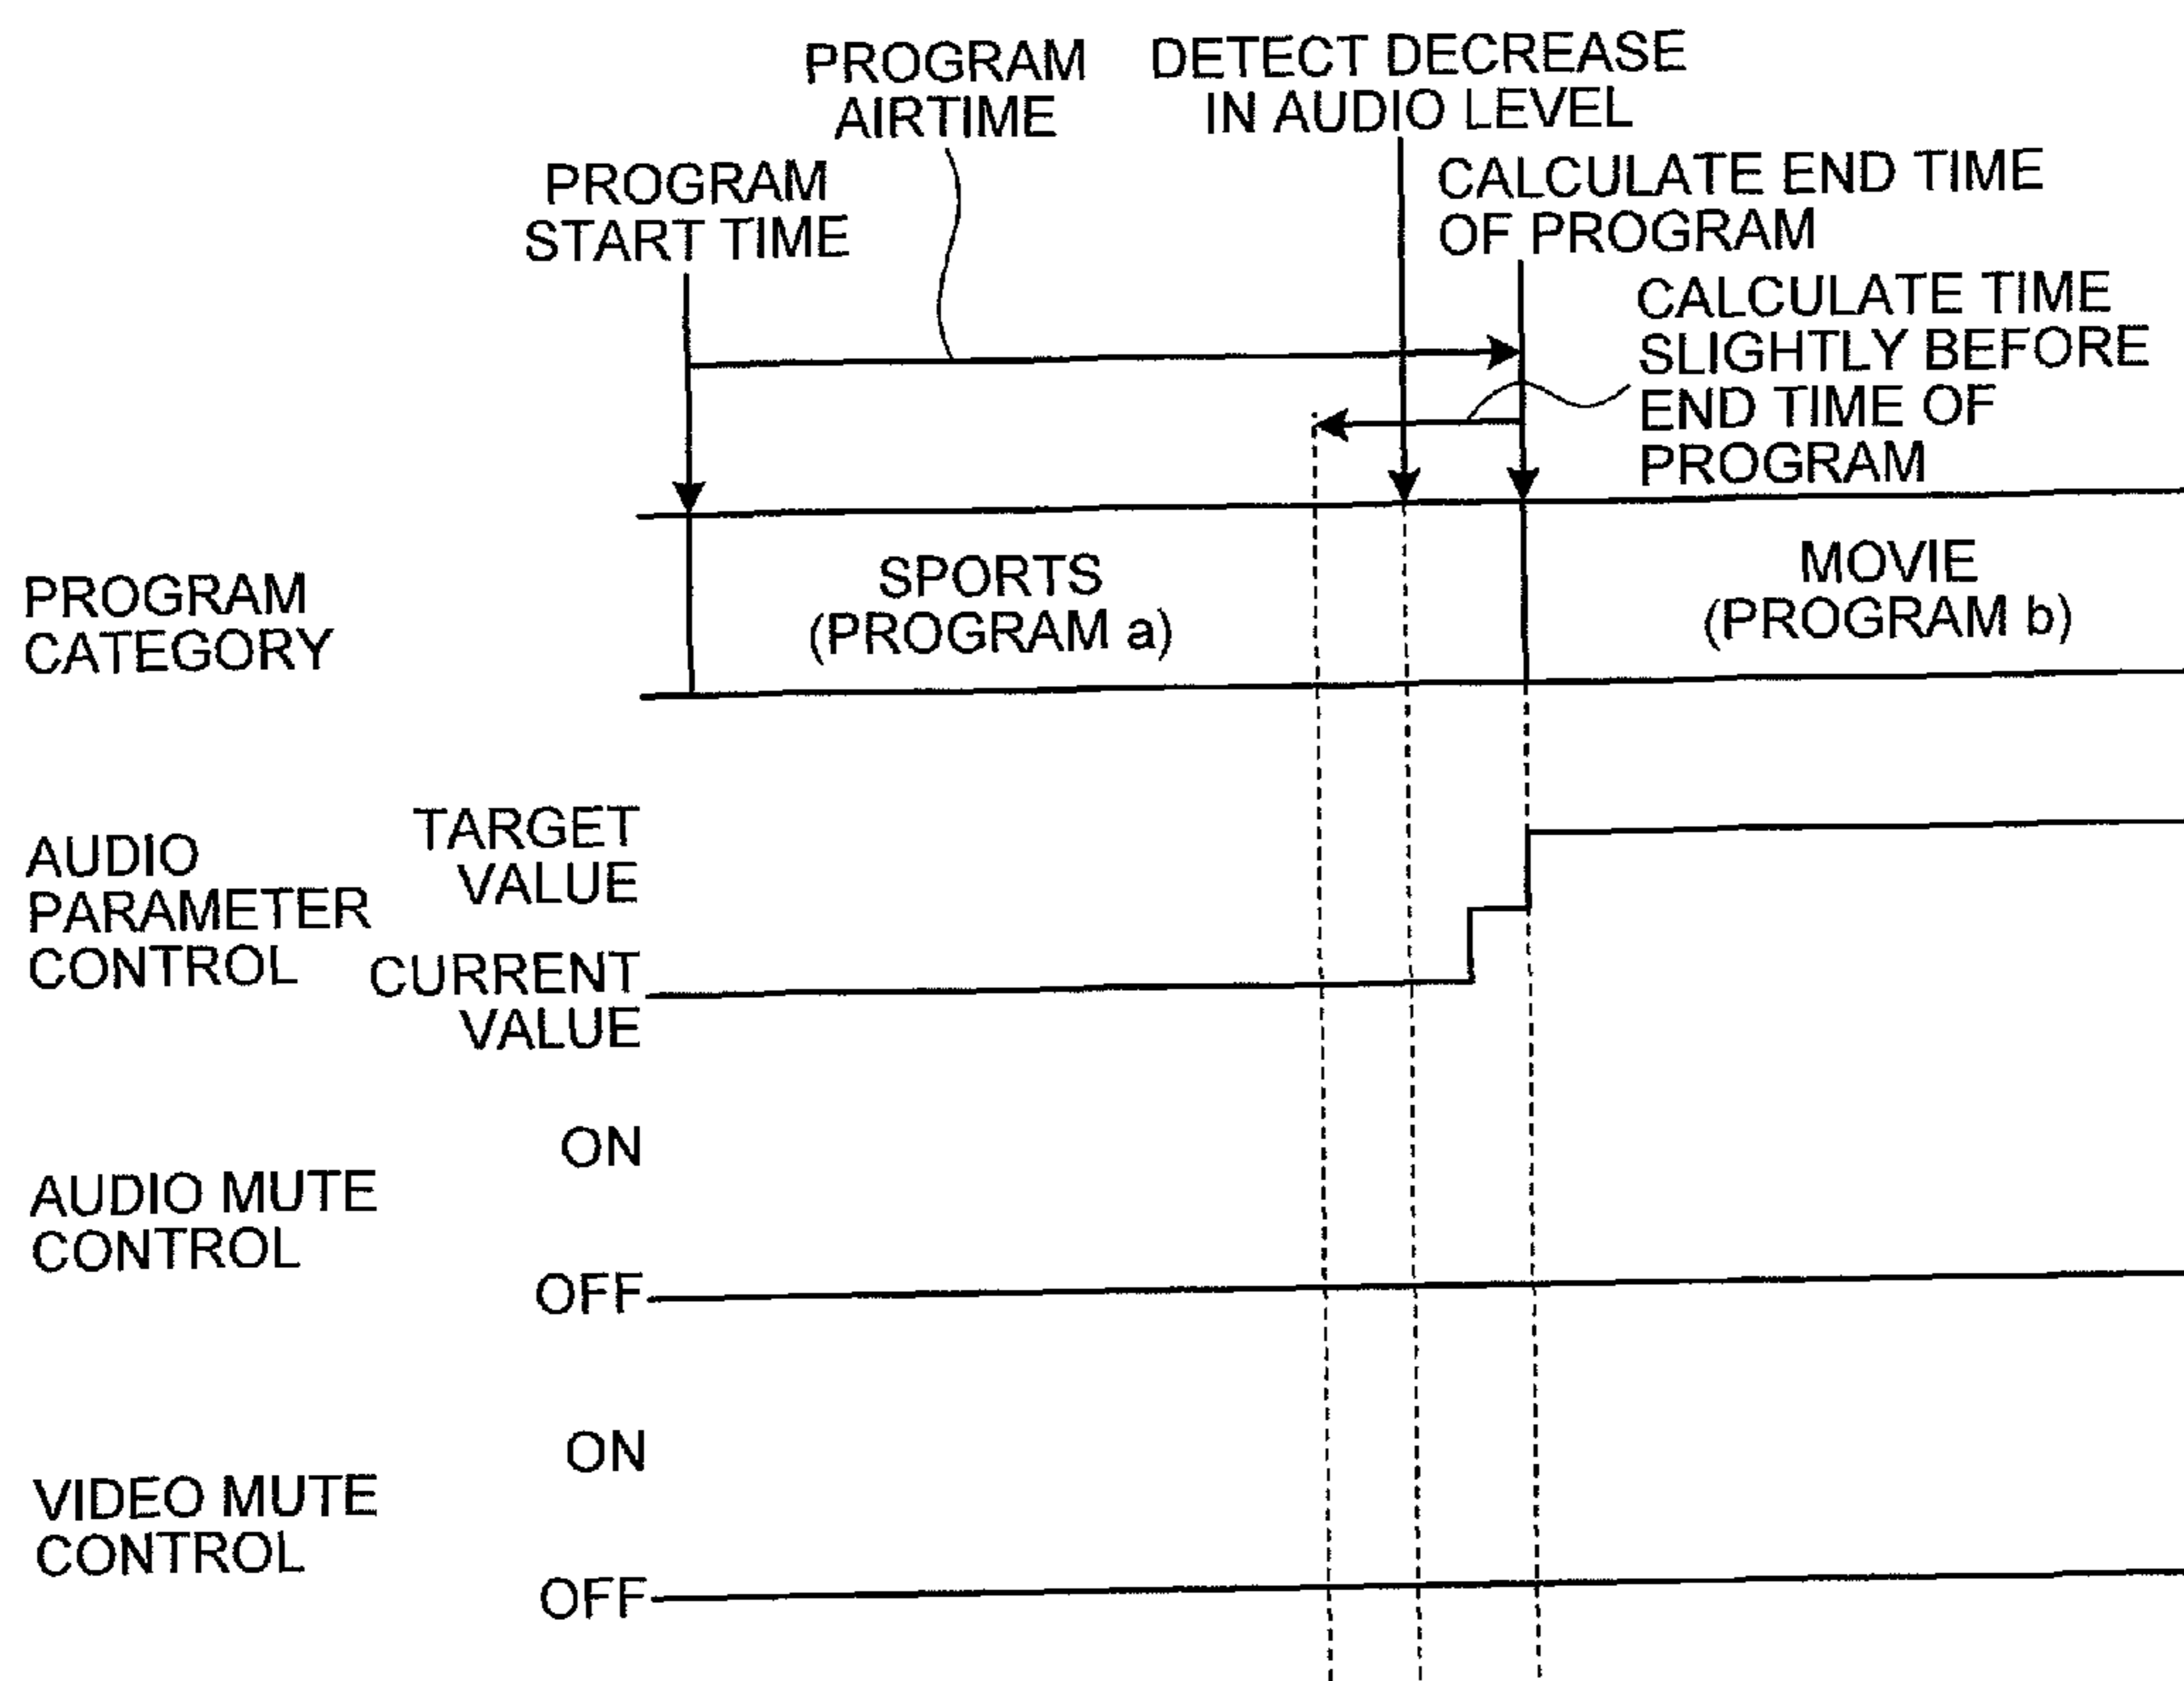 PROGRAM
AIRTIME
DETECT DECREASE
IN AUDIO LEVEL
PROGRAM
START TIME
CALCULATE END TIME
OF PROGRAM
CALCULATE TIME
SLIGHTLY BEFORE
END TIME OF
PROGRAM
PROGRAM
CATEGORY
SPORTS
(PROGRAM a)
MOVIE
(PROGRAM b)
AUDIO
PARAMETER
CONTROL
TARGET
VALUE
CURRENT
VALUE
AUDIO MUTE
CONTROL
ON
OFF
VIDEO MUTE
CONTROL
ON
OFF